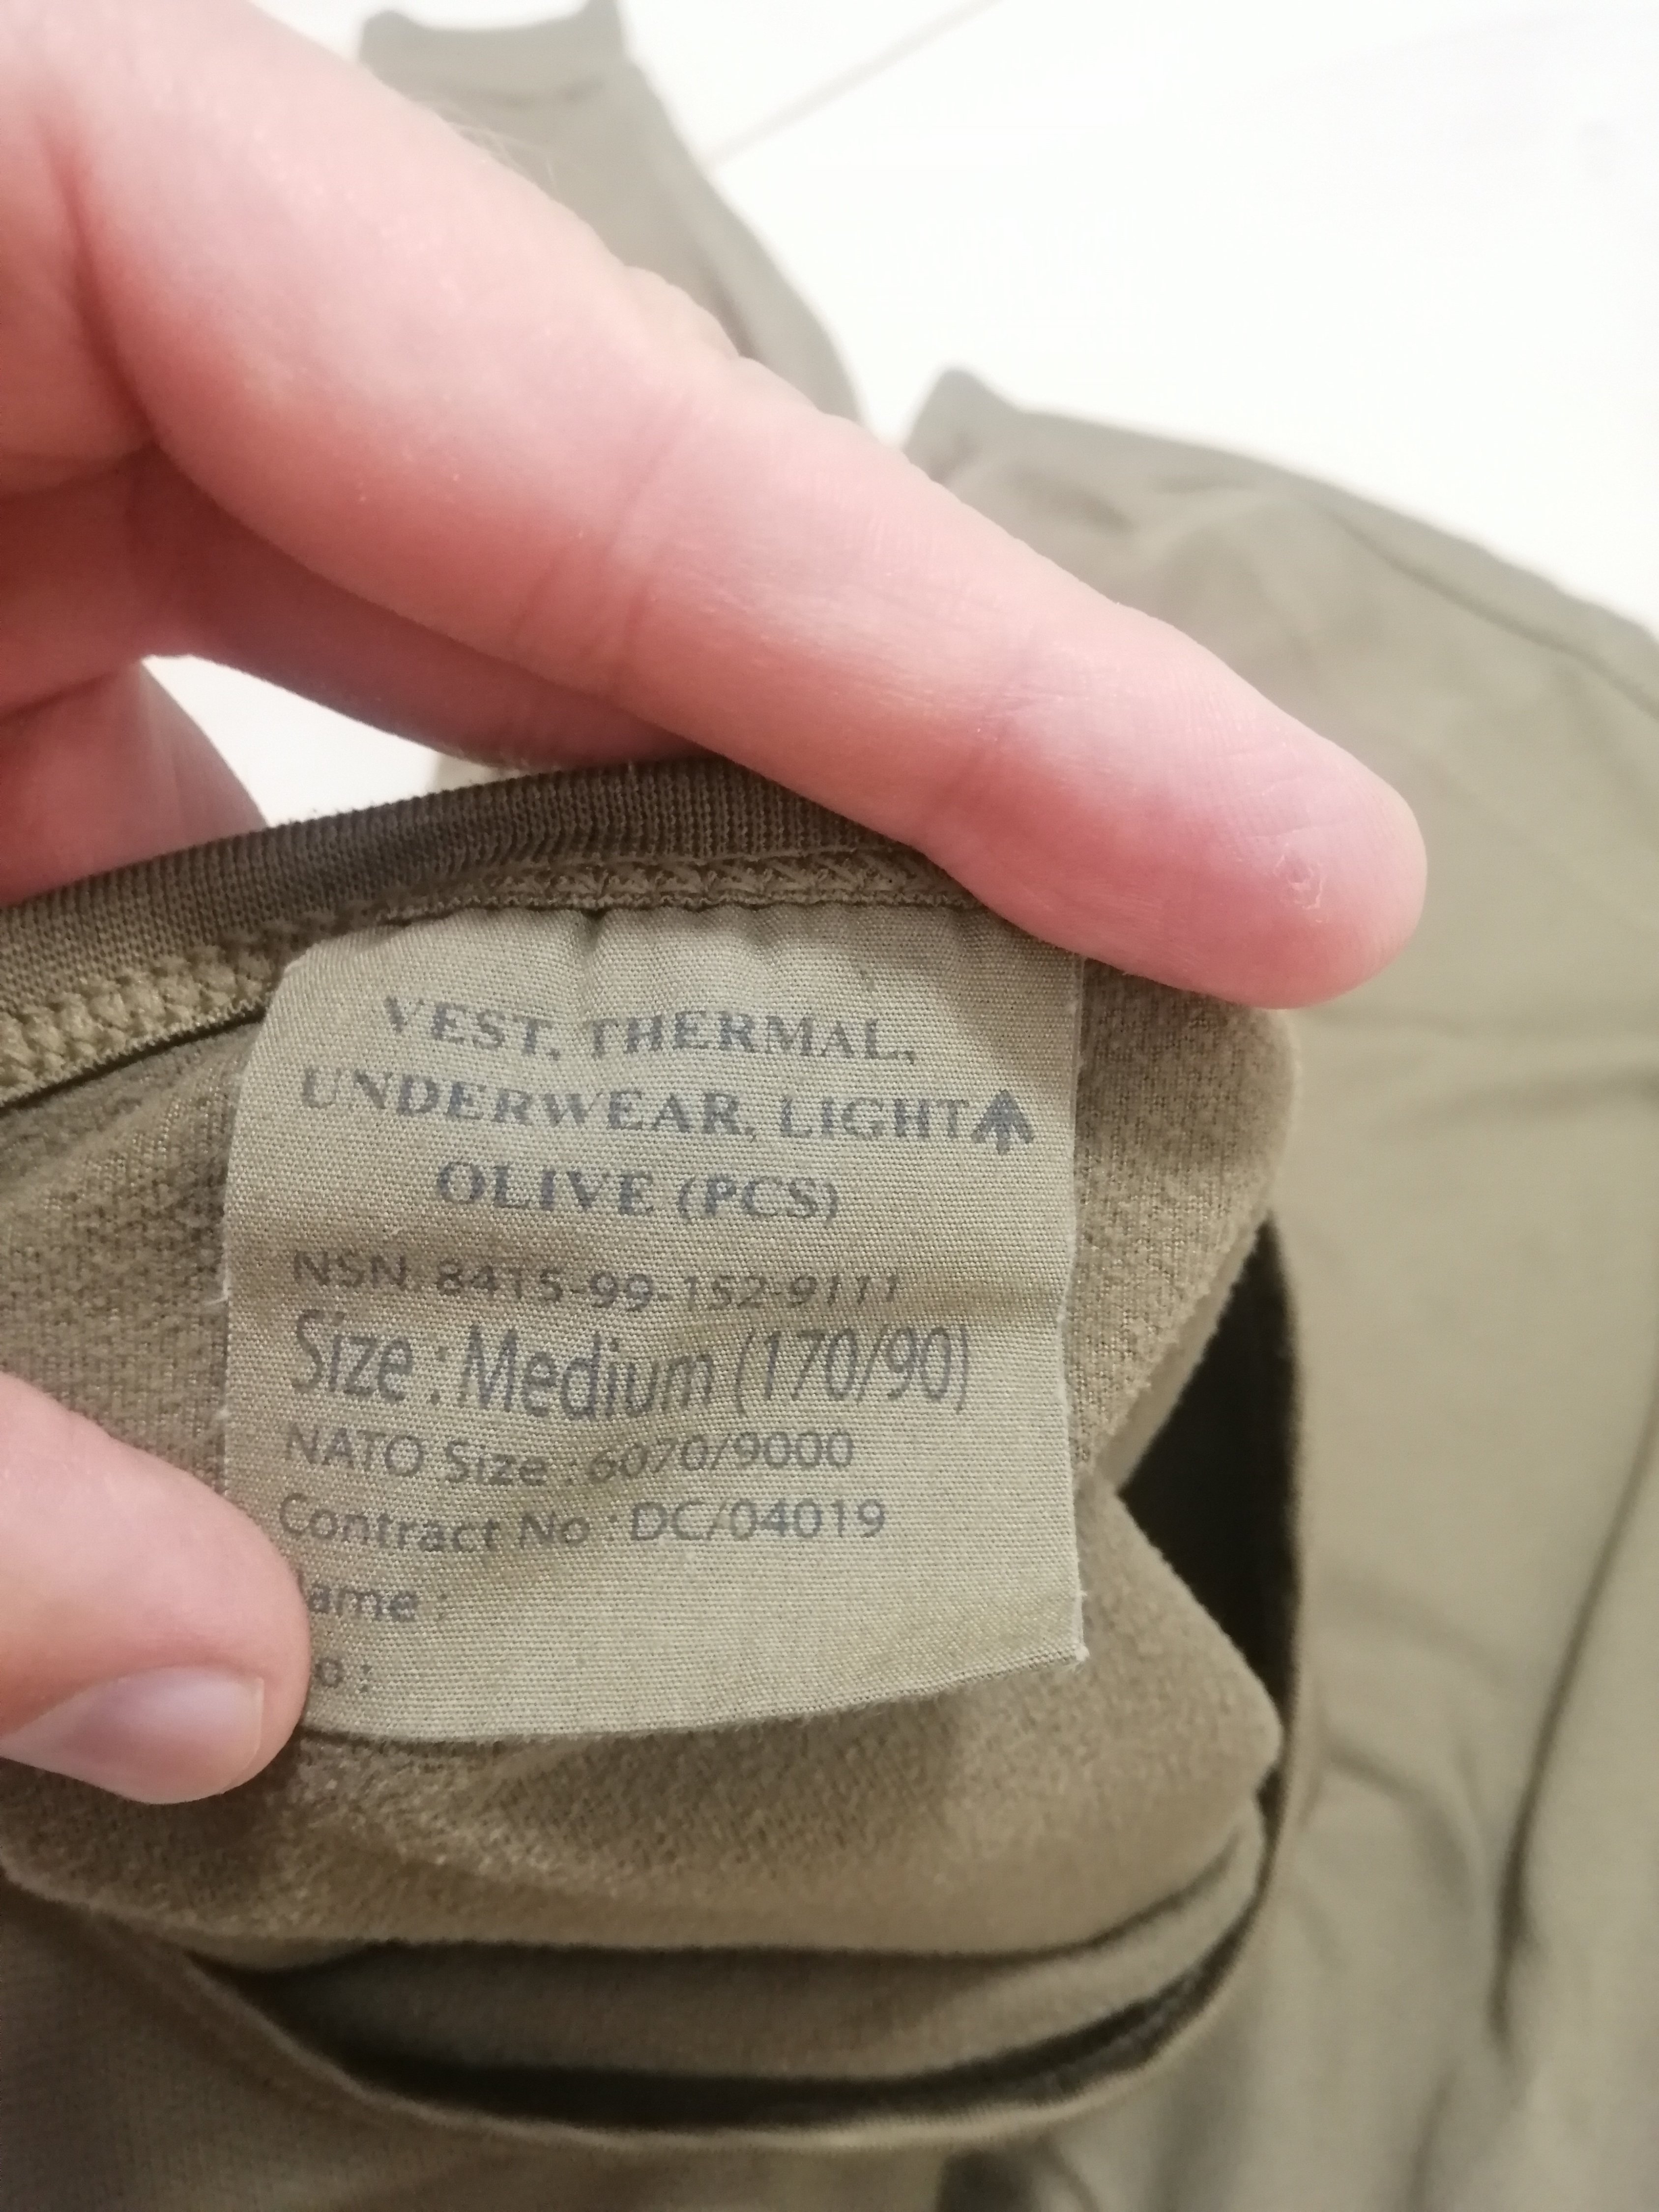 VEST, THERMAL,
UNDERWEAR, LIGHT
OLIVE (PCS)
NSN: 8415-99-152-9111
Size : Medium (170/90)
NATO Size : 6070/9000
Contract No : DC/04019
ame :
o :